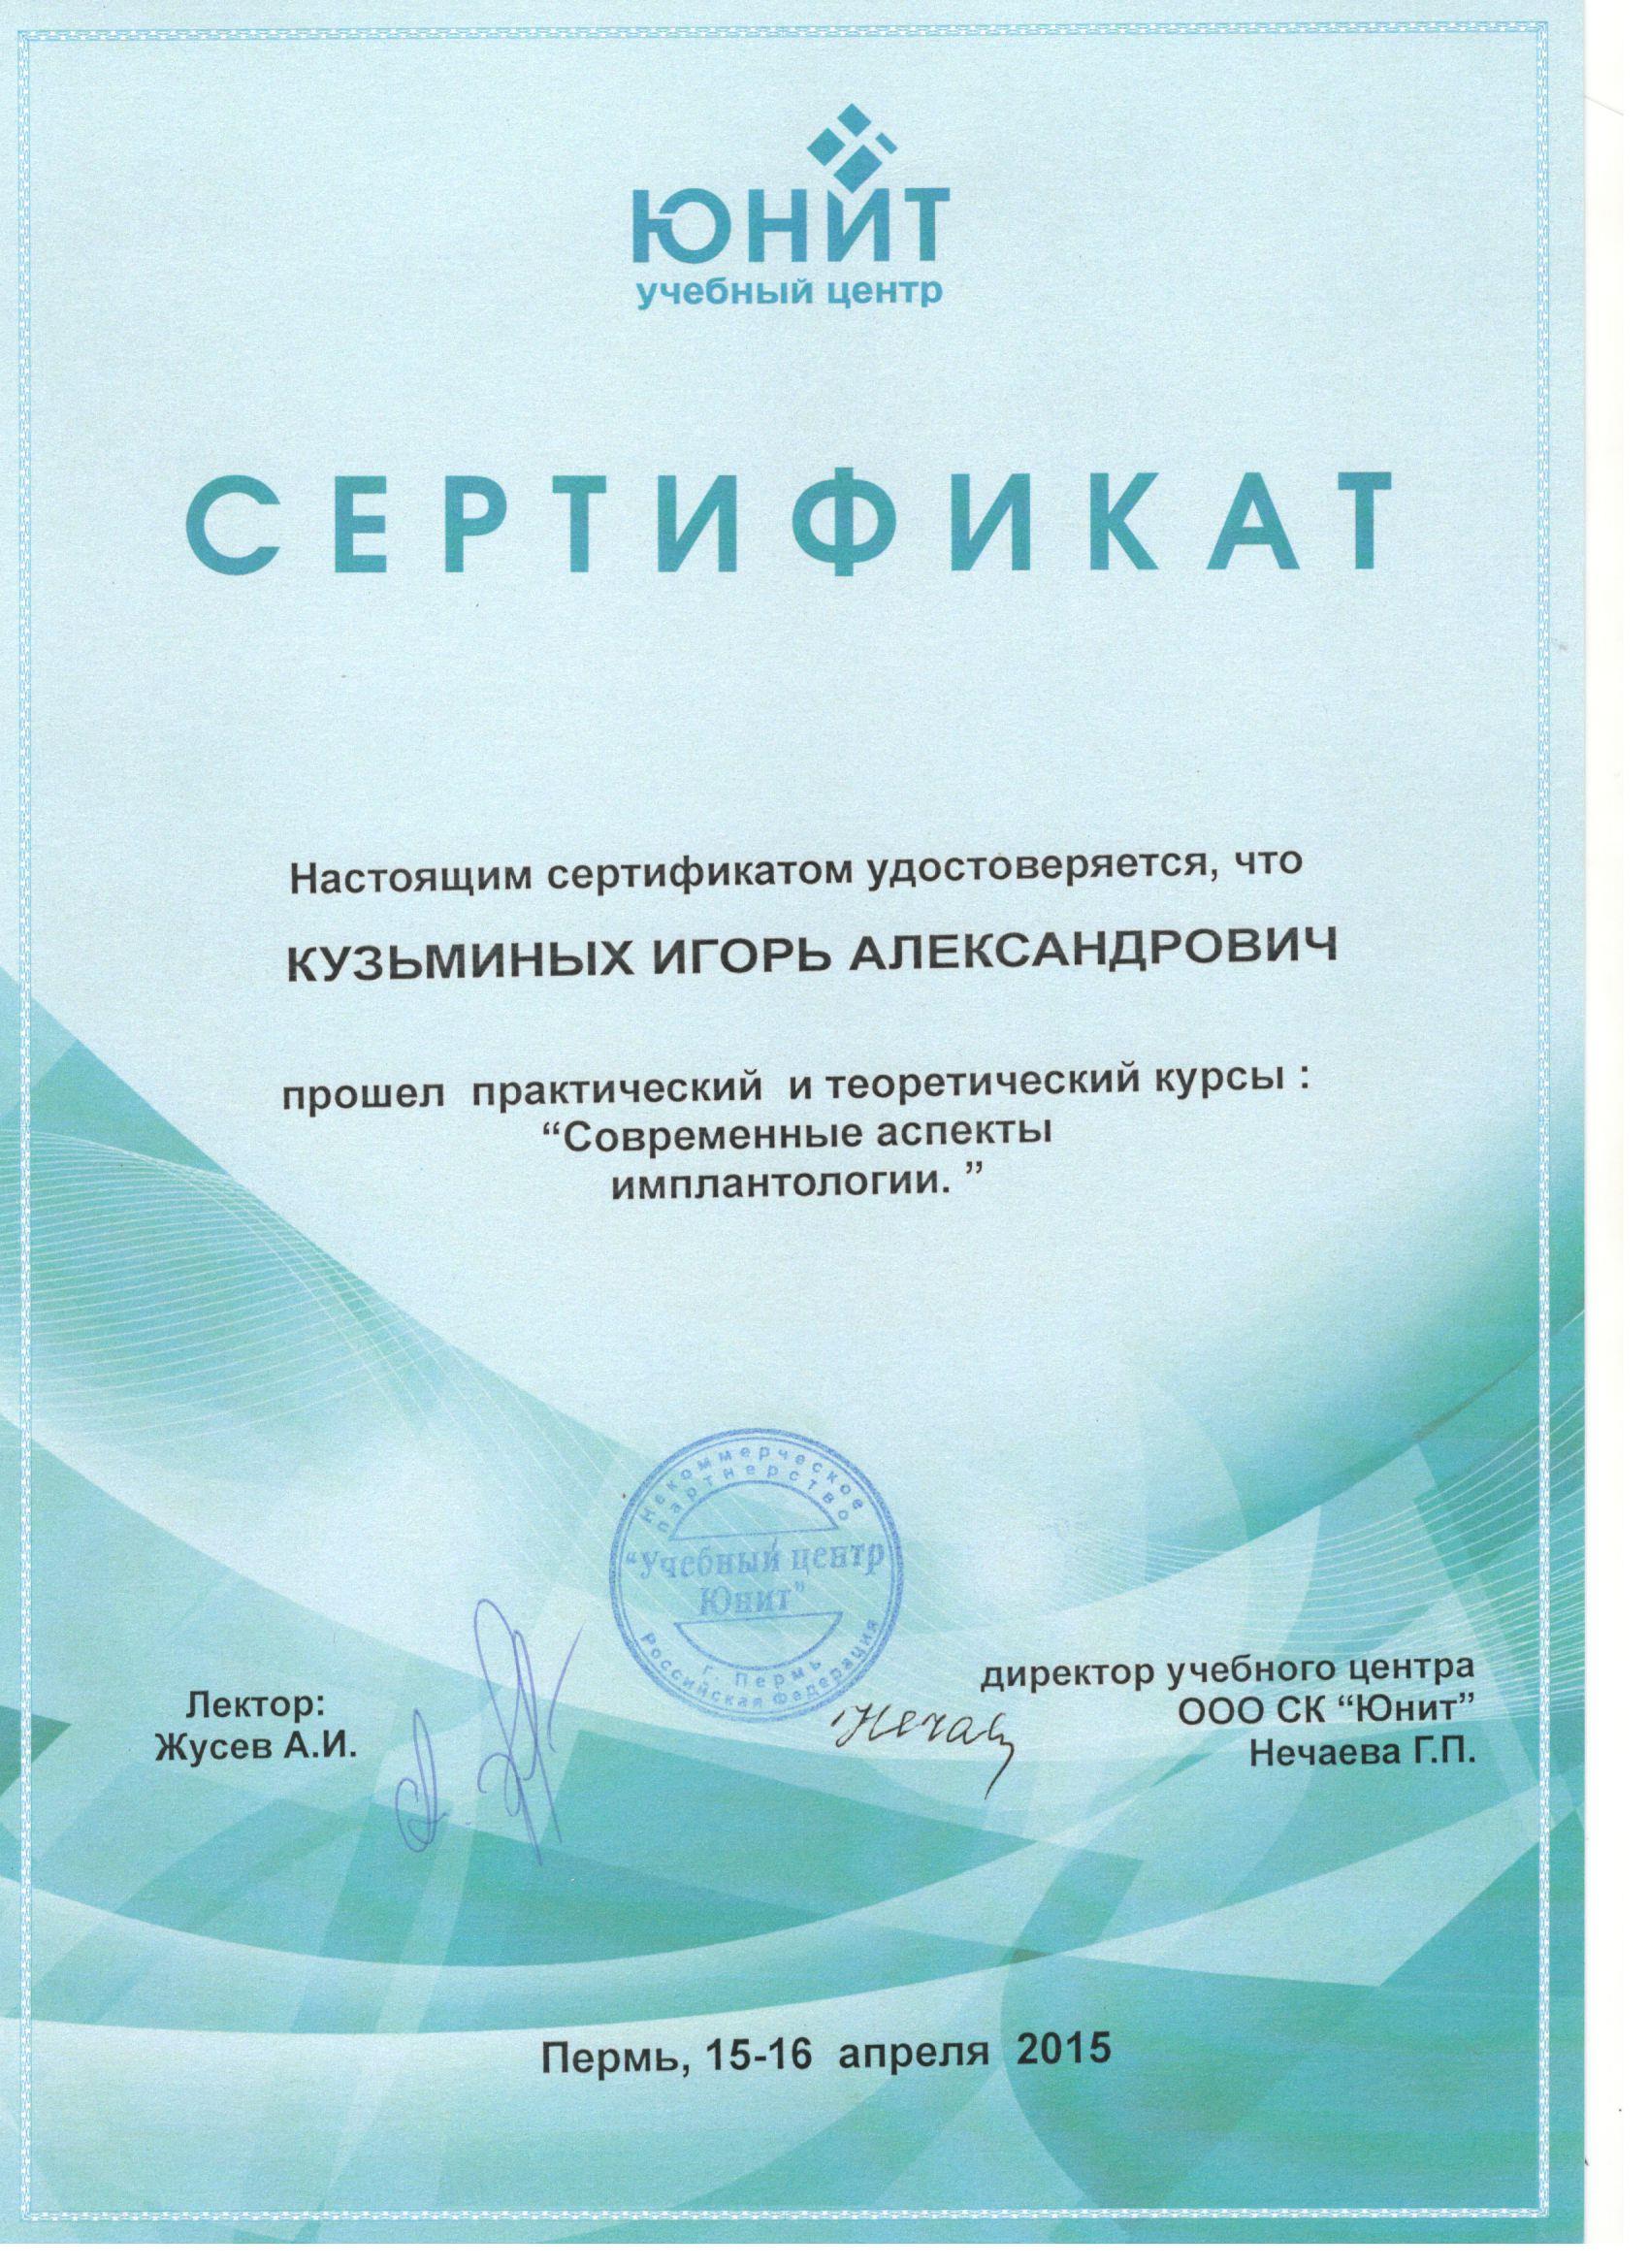 ЮНИТ
учебный центр
СЕРТИФИКАТ
Настоящим сертификатом удостоверяется, что
КУЗЬМИНЫХ ИГОРЬ АЛЕКСАНДРОВИЧ
прошел практический и теоретический курсы :
“Современные аспекты
имплантологии. ”
Некоммерческое
партнерство
“Учебный центр
Юнит”
г. Пермь
Российская Федерация
Лектор:
Жусев А.И.
директор учебного центра
ООО СК “Юнит”
Нечаева Г.П.
Нечаев
Пермь, 15-16 апреля 2015